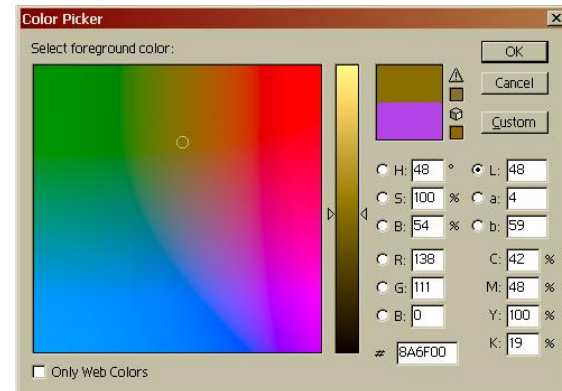 Color Picker
Select foreground color:
OK
Cancel
Custom
H: 48 °
L: 48
S: 100 %
a: 4
B: 54 %
b: 59
R: 138
C: 42 %
G: 111
M: 48 %
B: 0
Y: 100 %
# 8A6F00
K: 19 %
Only Web Colors